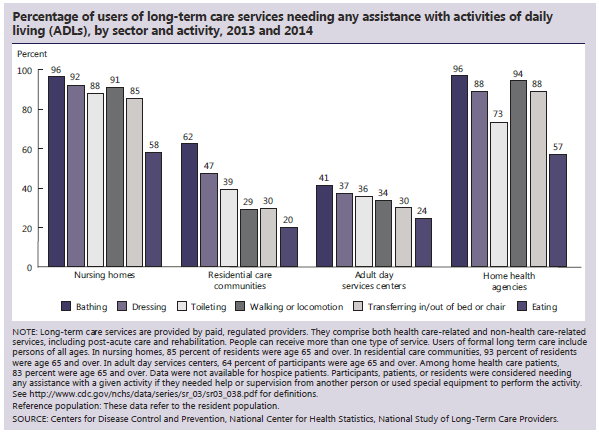 Percentage of users of long-term care services needing any assistance with activities of daily
living (ADLs), by sector and activity, 2013 and 2014
Percent
100
80
60
40
20
0
96 92 88 91 85 58
62 47 39 29 30 20
41 37 36 34 30 24
96 88 73 94 88 57
Nursing homes
Residential care
communities
Adult day
services centers
Home health
agencies
Bathing Dressing Toileting Walking or locomotion Transferring in/out of bed or chair Eating
NOTE: Long-term care services are provided by paid, regulated providers. They comprise both health care-related and non-health care-related
services, including post-acute care and rehabilitation. People can receive more than one type of service. Users of formal long term care include
persons of all ages. In nursing homes, 85 percent of residents were age 65 and over. In residential care communities, 93 percent of residents
were age 65 and over. In adult day services centers, 64 percent of participants were age 65 and over. Among home health care patients,
83 percent were age 65 and over. Data were not available for hospice patients. Participants, patients, or residents were considered needing
any assistance with a given activity if they needed help or supervision from another person or used special equipment to perform the activity.
See http://www.cdc.gov/nchs/data/series/sr_03/sr03_038.pdf for definitions.
Reference population: These data refer to the resident population.
SOURCE: Centers for Disease Control and Prevention, National Center for Health Statistics, National Study of Long-Term Care Providers.